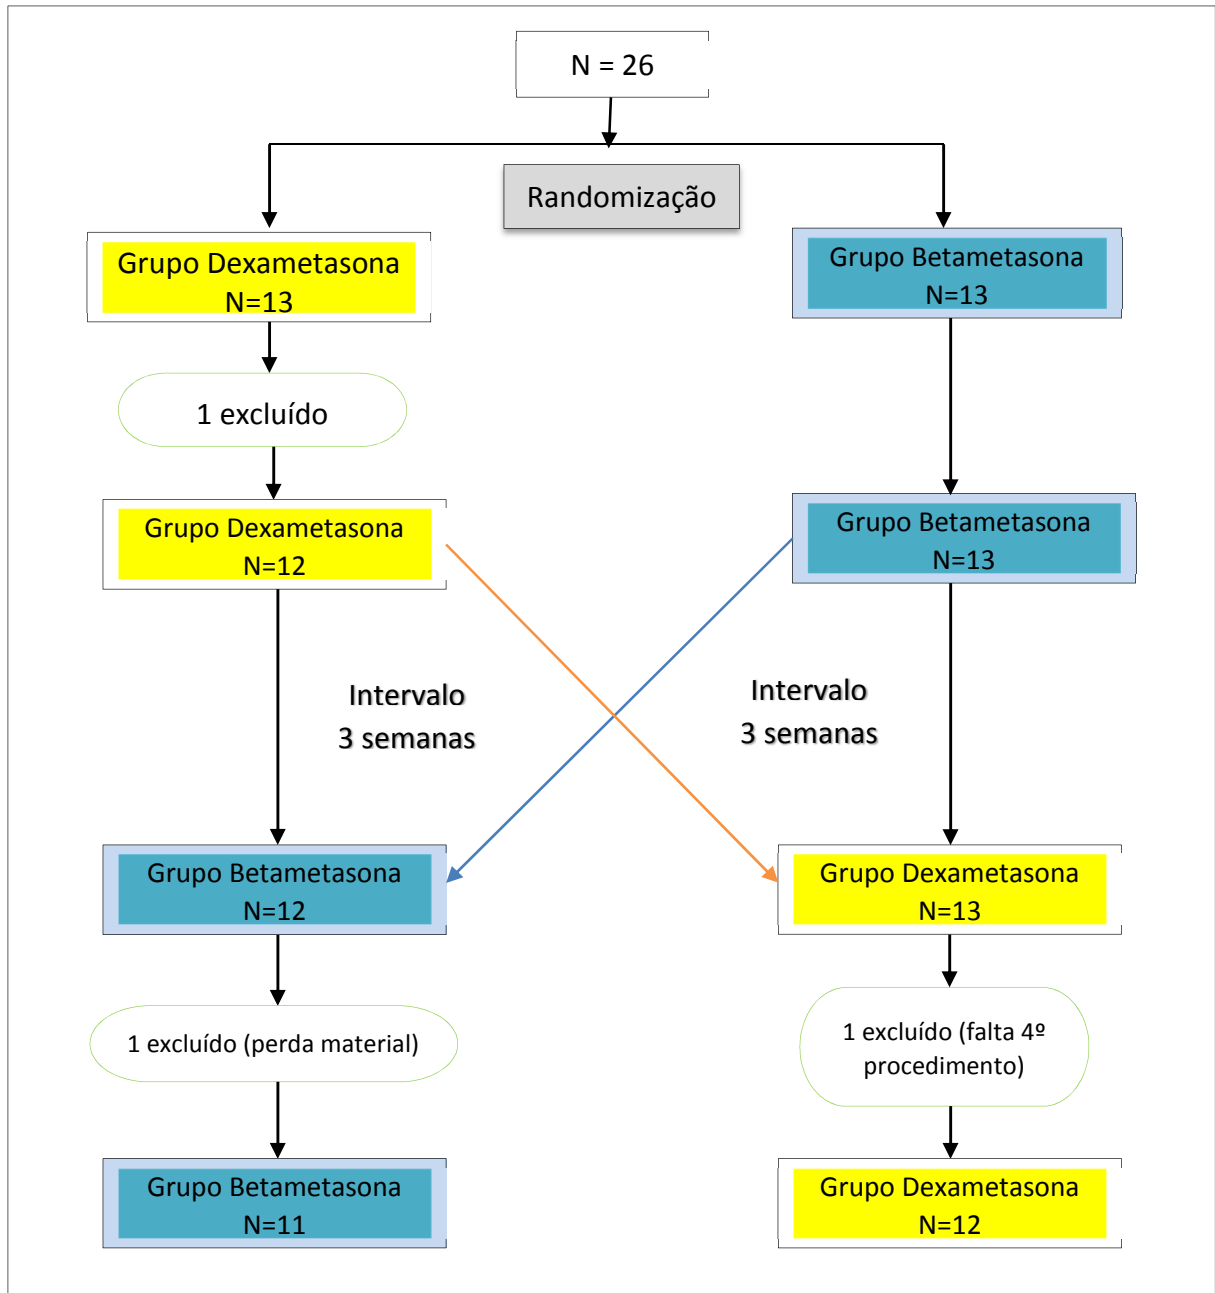 N = 26
Randomização
Grupo Dexametasona
N=13
Grupo Betametasona
N=13
1 excluído
Grupo Dexametasona
N=12
Grupo Betametasona
N=13
Intervalo
3 semanas
Intervalo
3 semanas
Grupo Betametasona
N=12
Grupo Dexametasona
N=13
1 excluído (perda material)
1 excluído (falta 4º
procedimento)
Grupo Betametasona
N=11
Grupo Dexametasona
N=12